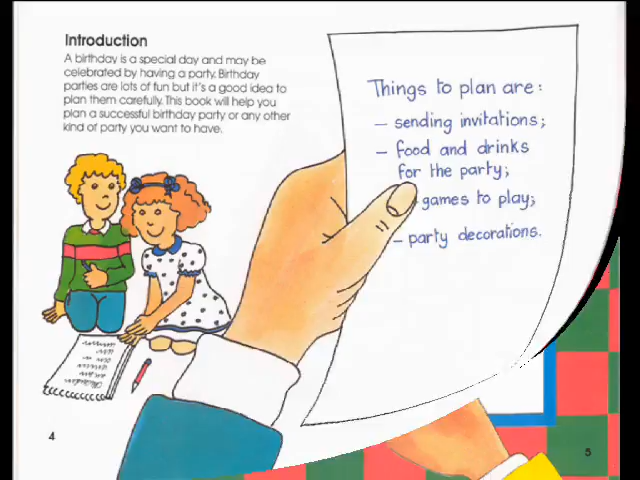 Introduction
A birthday is a special day and may be
celebrated by having a party. Birthday
parties are lots of fun but it's a good idea to
plan them carefully. This book will help you
plan a successful birthday party or any other
kind of party you want to have.
Things to plan are:
– sending invitations;
– food and drinks
for the party;
games to play;
– party decorations.
4
5